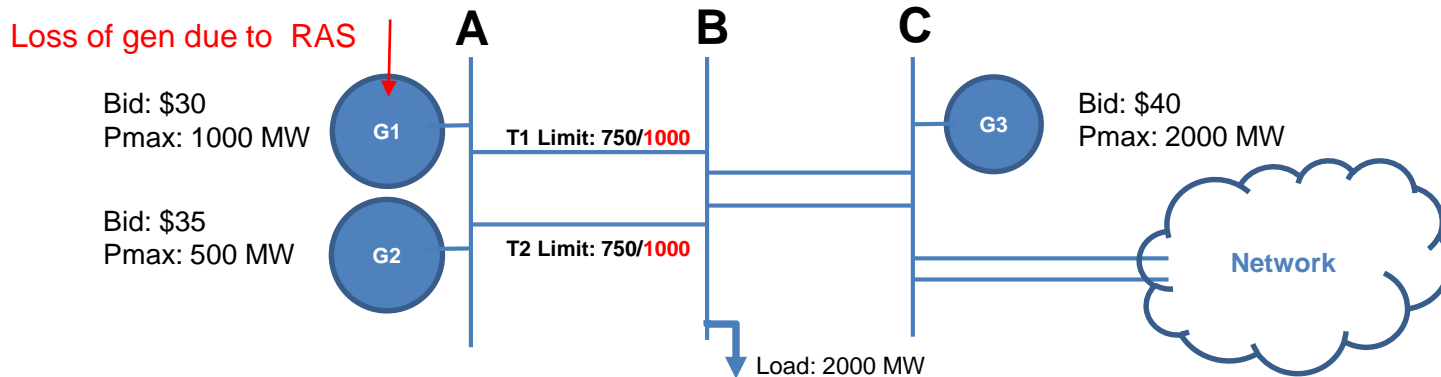 Loss of gen due to RAS
A
B
C
Bid: $30
Pmax: 1000 MW
G1
T1 Limit: 750/1000
G3
Bid: $40
Pmax: 2000 MW
Bid: $35
Pmax: 500 MW
G2
T2 Limit: 750/1000
Network
Load: 2000 MW